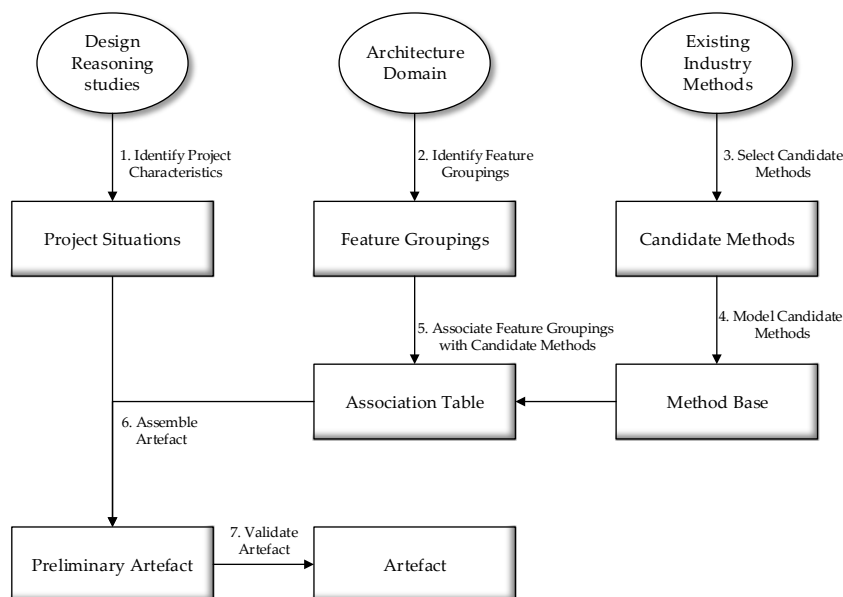 Design
Reasoning
studies
Architecture
Domain
Existing
Industry
Methods
1. Identify Project
Characteristics
2. Identify Feature
Groupings
3. Select Candidate
Methods
Project Situations
Feature Groupings
Candidate Methods
5. Associate Feature Groupings
with Candidate Methods
4. Model Candidate
Methods
Association Table
Method Base
6. Assemble
Artefact
7. Validate
Artefact
Preliminary Artefact
Artefact